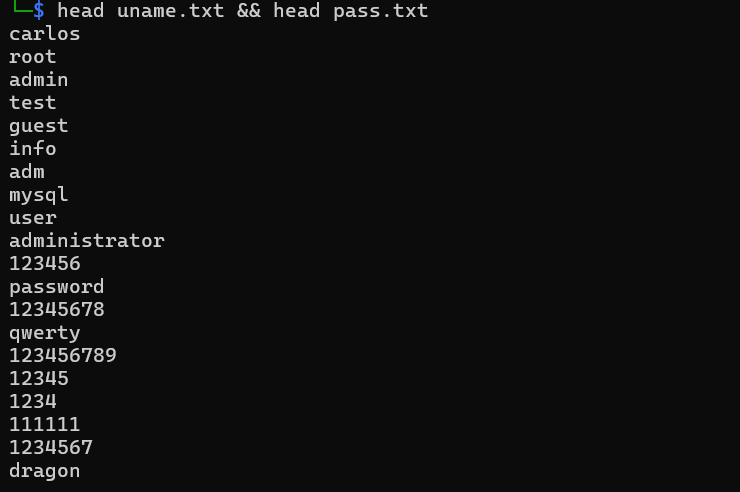 └─$ head uname.txt && head pass.txt
carlos
root
admin
test
guest
info
adm
mysql
user
administrator
123456
password
12345678
qwerty
123456789
12345
1234
111111
1234567
dragon